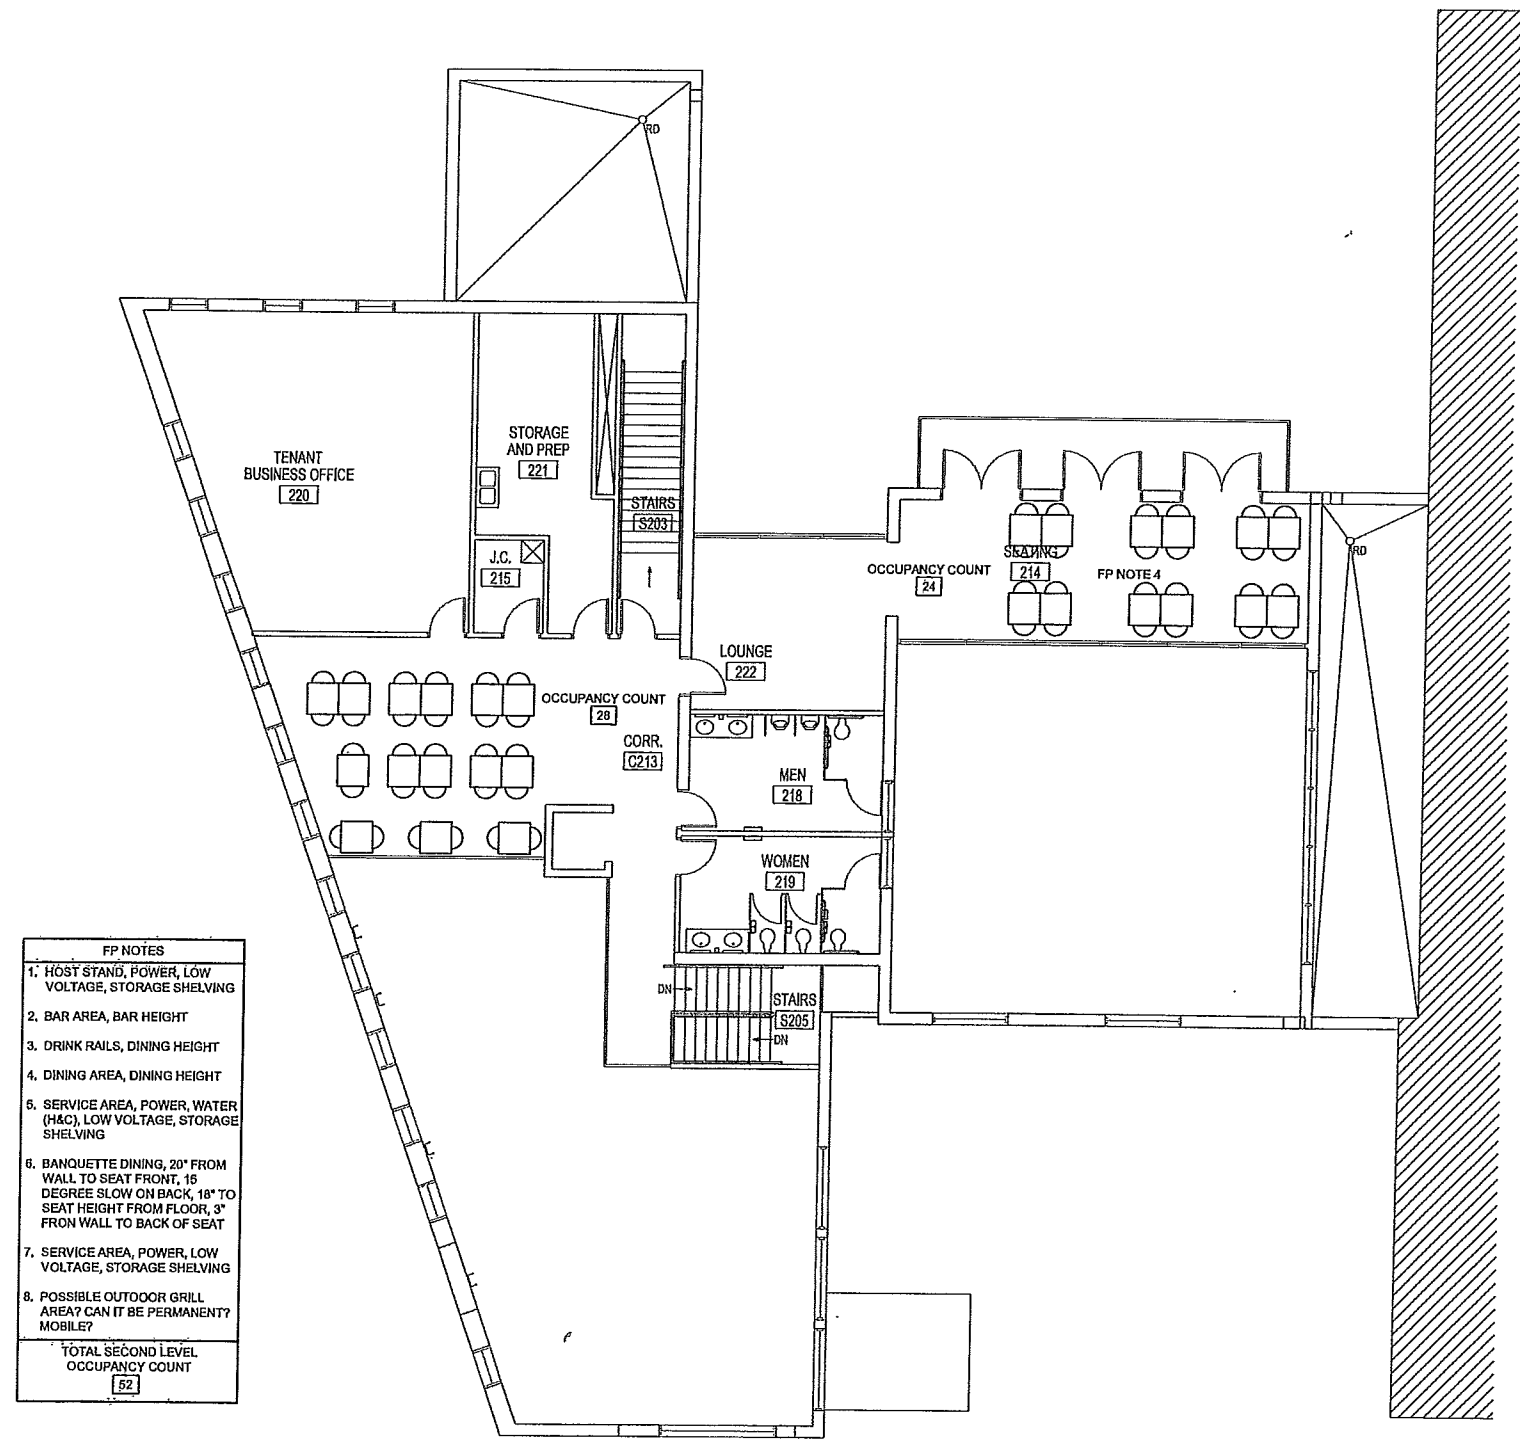 RD
TENANT
BUSINESS OFFICE
220
STORAGE
AND PREP
221
STAIRS
S203
J.C.
215
OCCUPANCY COUNT
24
SEATING
214
FP NOTE 4
RD
LOUNGE
222
OCCUPANCY COUNT
28
CORR.
C213
MEN
218
WOMEN
219
DN
STAIRS
S205
DN
FP NOTES
1. HOST STAND, POWER, LOW
VOLTAGE, STORAGE SHELVING
2. BAR AREA, BAR HEIGHT
3. DRINK RAILS, DINING HEIGHT
4. DINING AREA, DINING HEIGHT
5. SERVICE AREA, POWER, WATER
(H&C), LOW VOLTAGE, STORAGE
SHELVING
6. BANQUETTE DINING, 20" FROM
WALL TO SEAT FRONT, 15
DEGREE SLOW ON BACK, 18" TO
SEAT HEIGHT FROM FLOOR, 3"
FRON WALL TO BACK OF SEAT
7. SERVICE AREA, POWER, LOW
VOLTAGE, STORAGE SHELVING
8. POSSIBLE OUTDOOR GRILL
AREA? CAN IT BE PERMANENT?
MOBILE?
TOTAL SECOND LEVEL
OCCUPANCY COUNT
52